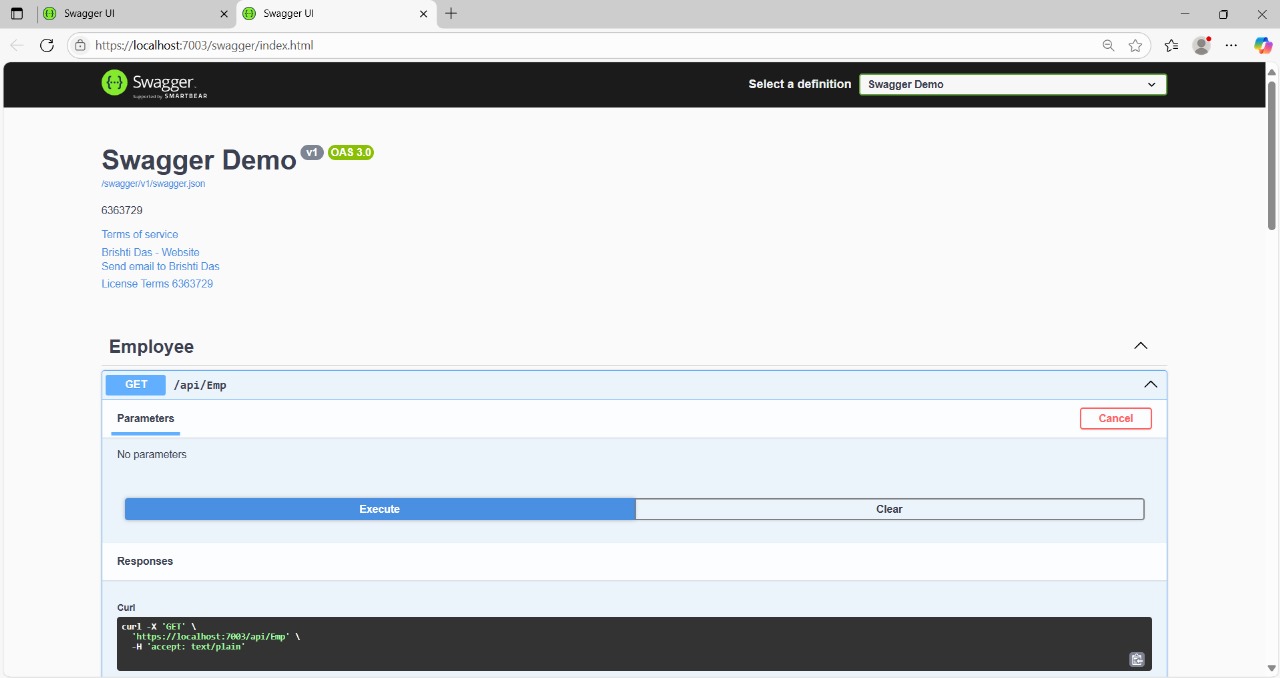 Swagger UI
Swagger UI
https://localhost:7003/swagger/index.html
Swagger.
Supported by SMARTBEAR
Select a definition
Swagger Demo
Swagger Demo v1 OAS 3.0
/swagger/v1/swagger.json
6363729
Terms of service
Brishti Das - Website
Send email to Brishti Das
License Terms 6363729
Employee
GET /api/Emp
Parameters
Cancel
No parameters
Execute
Clear
Responses
Curl
curl -X 'GET' \
'https://localhost:7003/api/Emp' \
-H 'accept: text/plain'